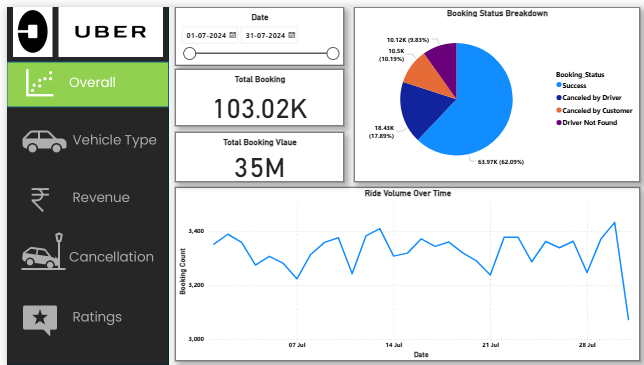 UBER
Overall
Vehicle Type
Revenue
Cancellation
Ratings
Date
01-07-2024
31-07-2024
Total Booking
103.02K
Total Booking Vlaue
35M
Booking Status Breakdown
10.12K (9.83%)
10.5K
(10.19%)
18.43K
(17.89%)
63.97K (62.09%)
Booking_Status
Success
Canceled by Driver
Canceled by Customer
Driver Not Found
Ride Volume Over Time
Booking Count
3,400
3,200
3,000
07 Jul
14 Jul
21 Jul
28 Jul
Date